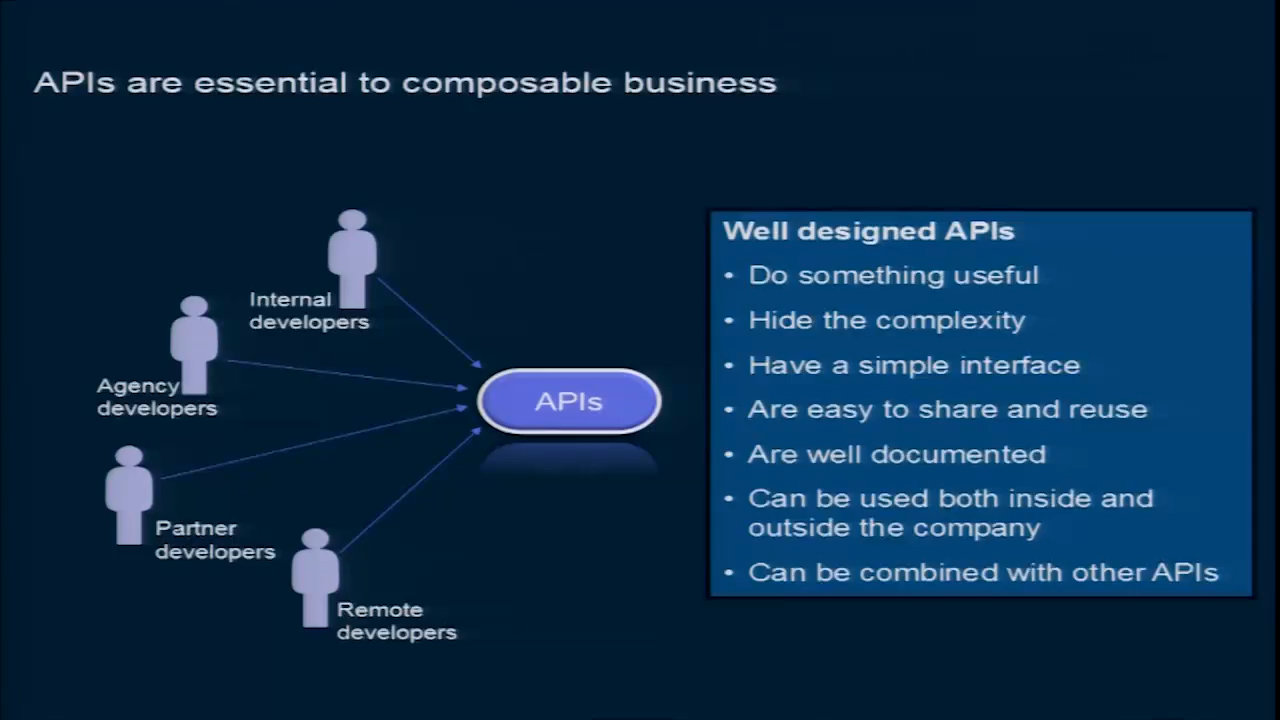 APIs are essential to composable business
Internal
developers
Agency
developers
Partner
developers
Remote
developers
APIs
Well designed APIs
• Do something useful
• Hide the complexity
• Have a simple interface
• Are easy to share and reuse
• Are well documented
• Can be used both inside and
outside the company
• Can be combined with other APIs